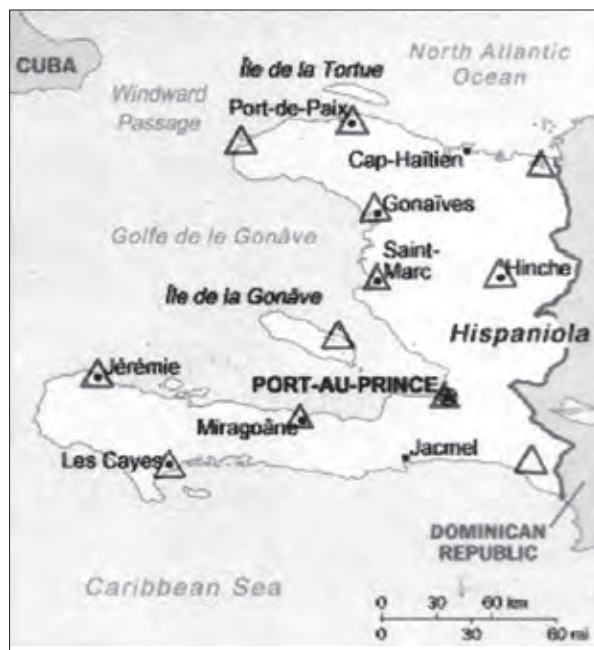 CUBA
North Atlantic
Ocean
Île de la Tortue
Windward
Passage
Port-de-Paix
Cap-Haïtien
Gonaïves
Golfe de le Gonâve
Saint-
Marc
Hinche
Île de la Gonâve
Hispaniola
Jérémie
PORT-AU-PRINCE
Miragoâne
Les Cayes
Jacmel
DOMINICAN
REPUBLIC
Caribbean Sea
0 30 60 km
0 30 60 mi